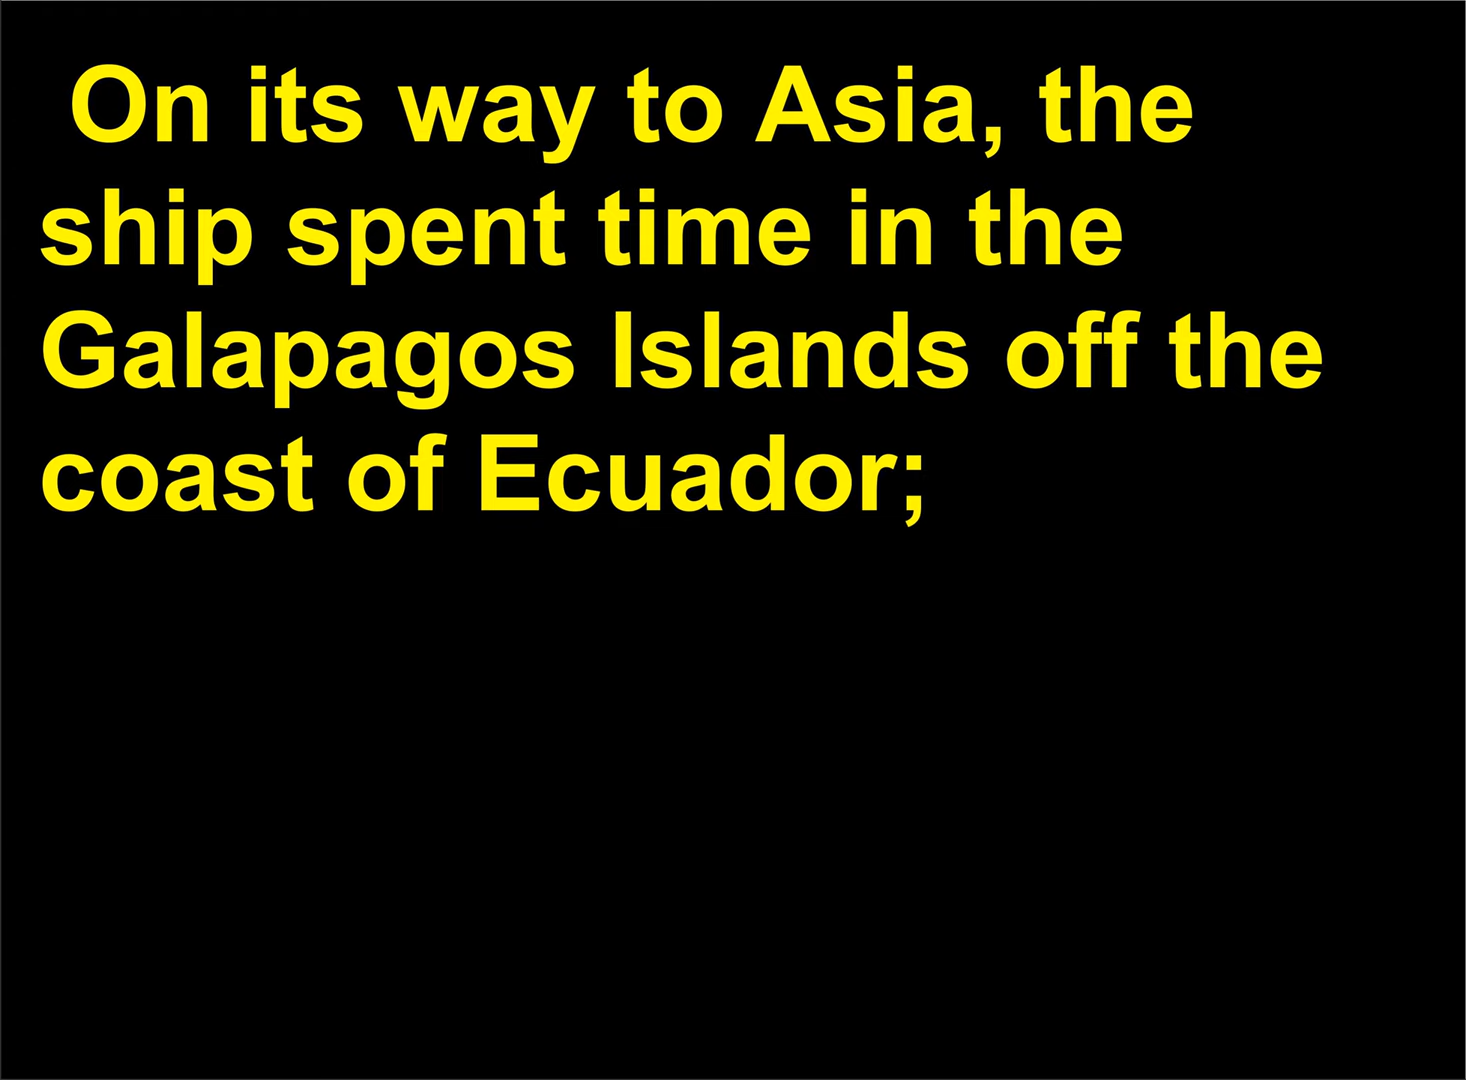 On its way to Asia, the
ship spent time in the
Galapagos Islands off the
coast of Ecuador;